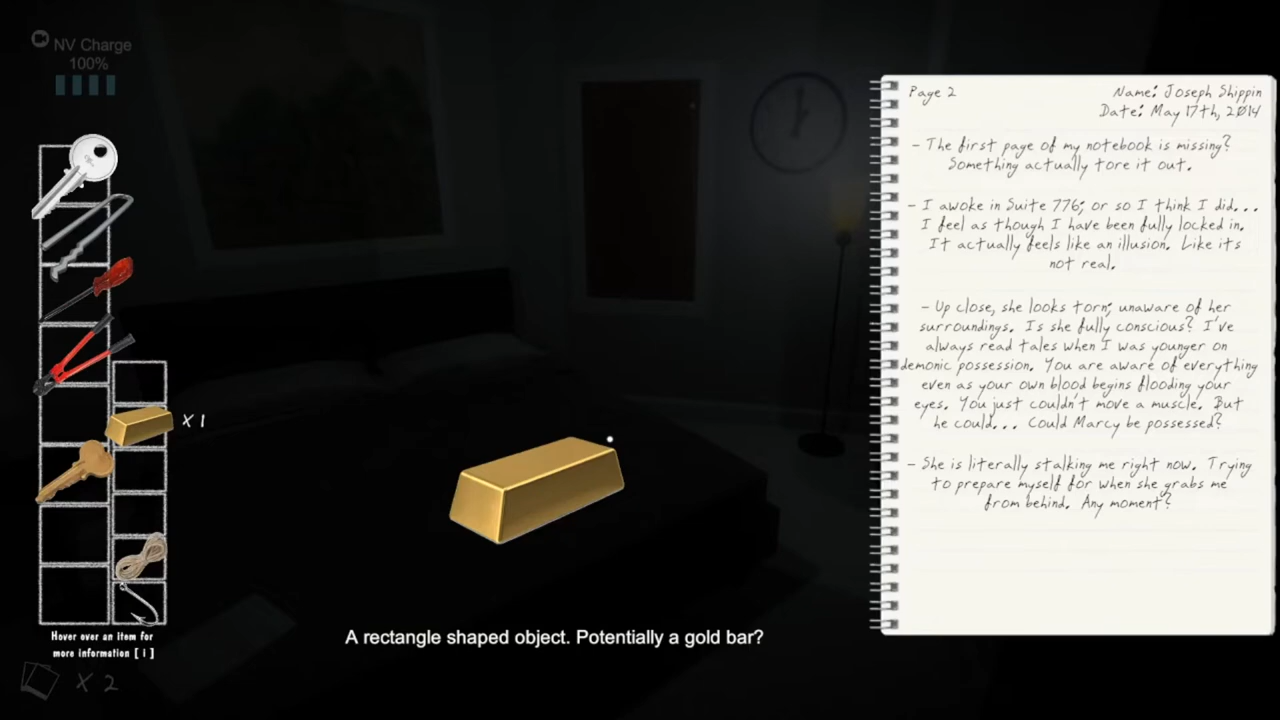 NV Charge
100%
X 1
Hover over an item for
more information [ i ]
X 2
A rectangle shaped object. Potentially a gold bar?
Page 2
Name: Joseph Shippin
Date: May 17th, 2014
- The first page of my notebook is missing?
Something actually tore it out.
- I awoke in Suite 776; or so I think I did...
I feel as though I have been fully locked in.
It actually feels like an illusion. Like its
not real.
- Up close, she looks torn; unaware of her
surroundings. Is she fully conscious? I've
always read tales when I was younger on
demonic possession. You are aware of everything
even as your own blood begins flooding your
eyes. You just couldn't move a muscle. But
he could... Could Marcy be possessed?
- She is literally stalking me right now. Trying
to prepare myself for when she grabs me
from behind. Any moment?